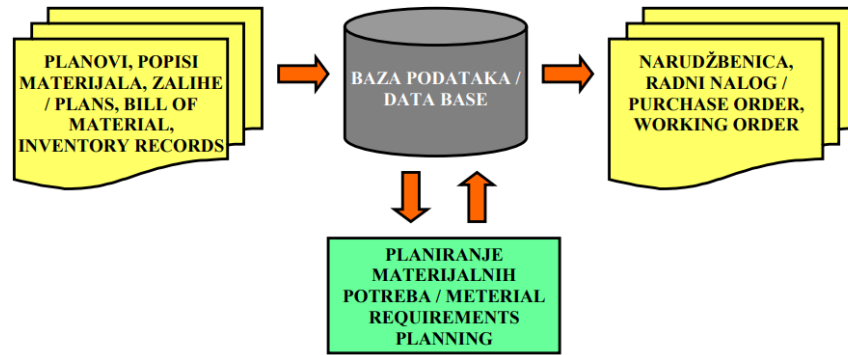 PLANOVI, POPISI
MATERIJALA, ZALIHE
/ PLANS, BILL OF
MATERIAL,
INVENTORY RECORDS
BAZA PODATAKA /
DATA BASE
NARUDŽBENICA,
RADNI NALOG /
PURCHASE ORDER,
WORKING ORDER
PLANIRANJE
MATERIJALNIH
POTREBA / METERIAL
REQUIREMENTS
PLANNING